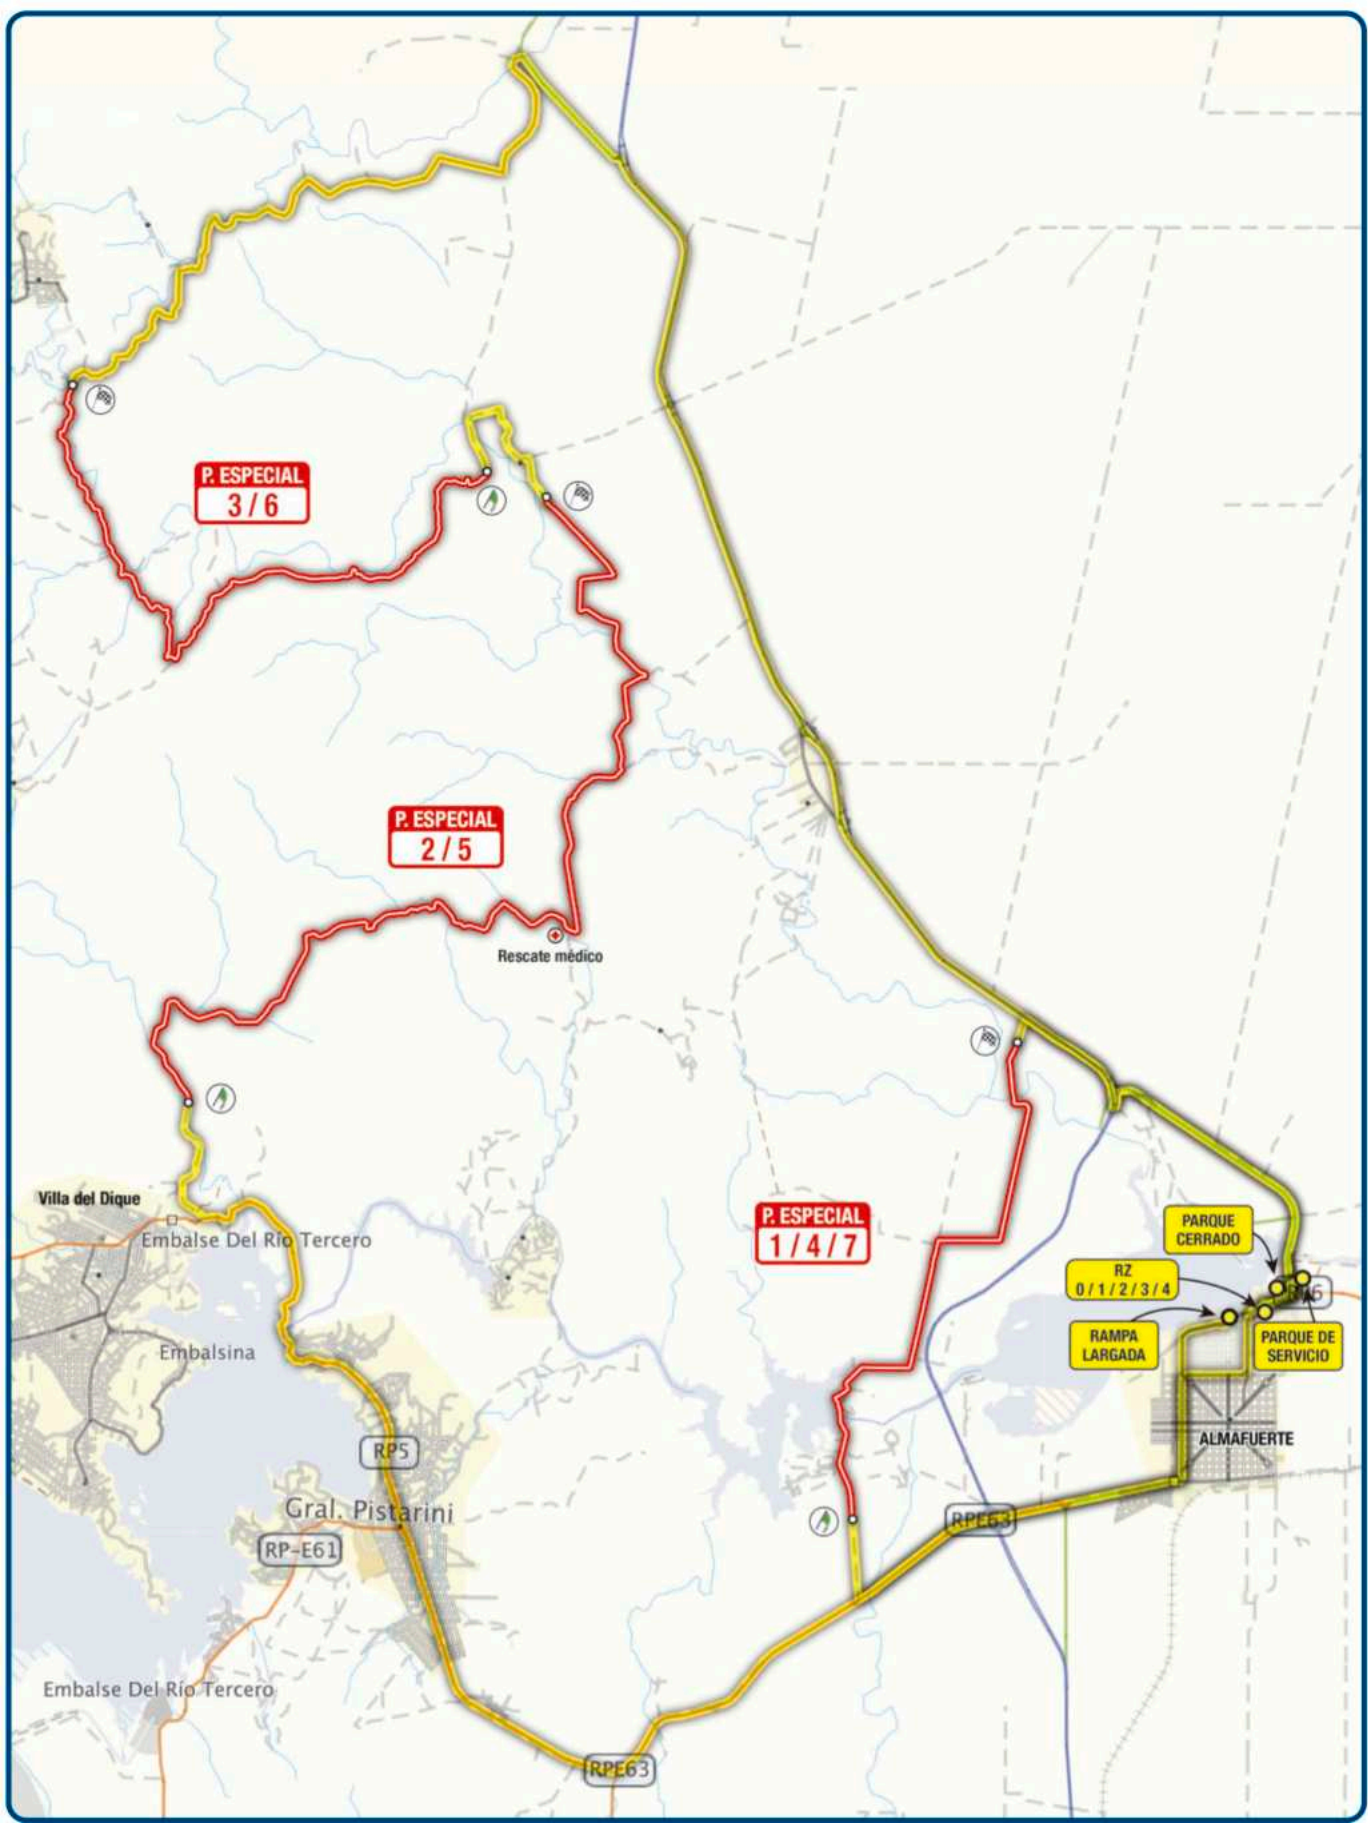 P. ESPECIAL
3 / 6
P. ESPECIAL
2 / 5
Rescate médico
Villa del Dique
Embalse Del Río Tercero
P. ESPECIAL
1 / 4 / 7
PARQUE
CERRADO
RZ
0 / 1 / 2 / 3 / 4
RAMPA
LARGADA
PARQUE DE
SERVICIO
Embalsina
ALMAFUERTE
RP5
Gral. Pistarini
RP-E61
RPE63
Embalse Del Río Tercero
RPE63